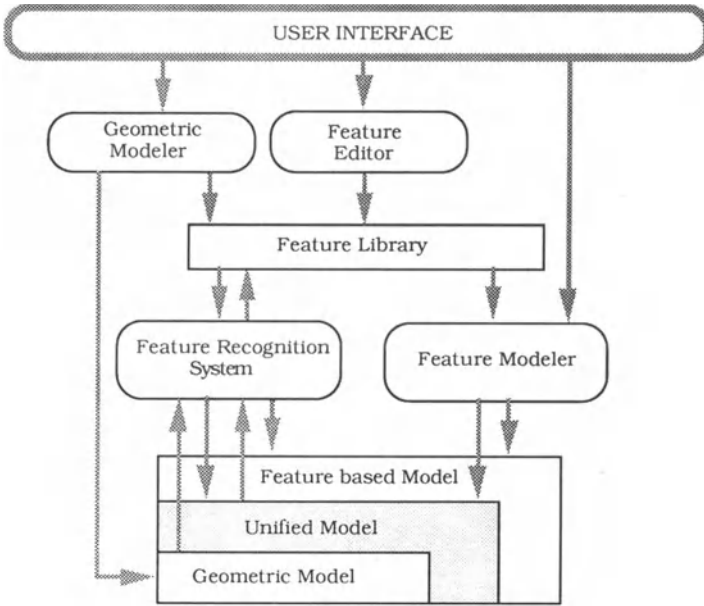 USER INTERFACE
Geometric
Modeler
Feature
Editor
Feature Library
Feature Recognition
System
Feature Modeler
Feature based Model
Unified Model
Geometric Model